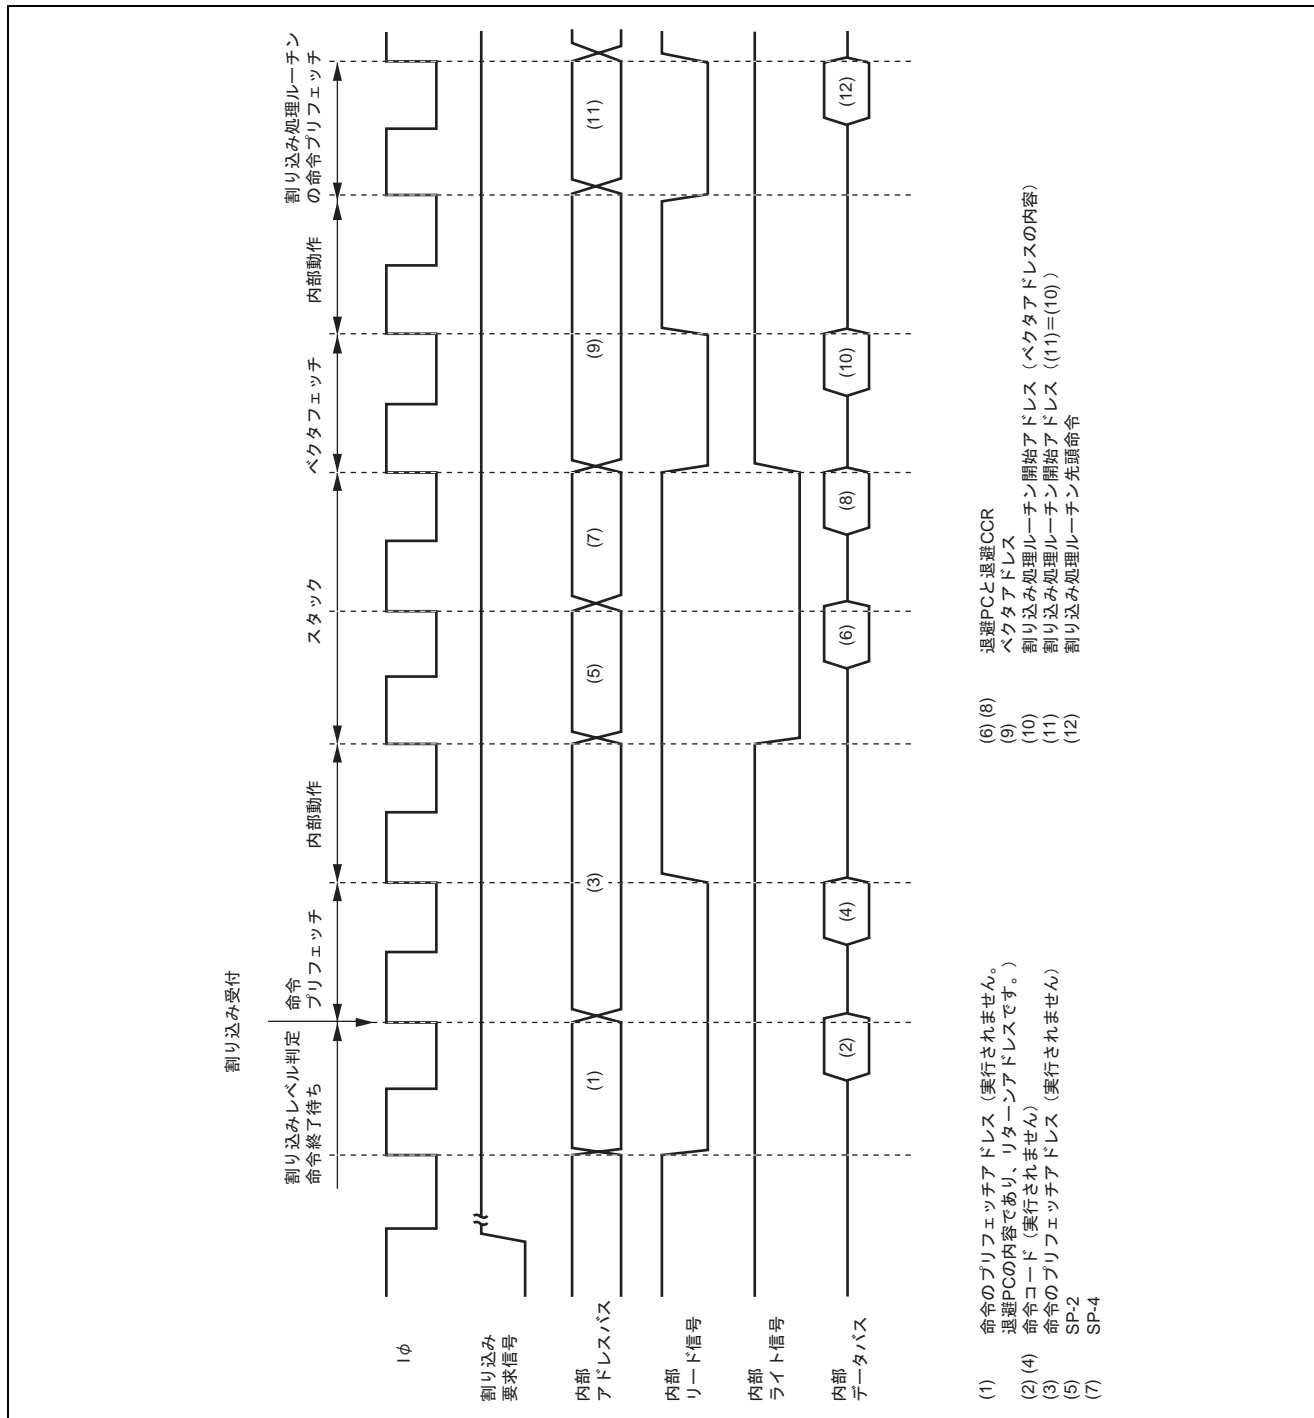 割り込み受付
割り込みレベル判定
命令終了待ち
命令
プリフェッチ
内部動作
スタック
ベクタフェッチ
内部動作
割り込み処理ルーチン
の命令プリフェッチ
Iφ
割り込み
要求信号
内部
アドレスバス
(1)
(3)
(5)
(7)
(9)
(11)
内部
リード信号
内部
ライト信号
内部
データバス
(2)
(4)
(6)
(8)
(10)
(12)
(1) 命令のプリフェッチアドレス（実行されません。
退避PCの内容であり、リターンアドレスです。）
(2) (4) 命令コード（実行されません）
(3) 命令のプリフェッチアドレス（実行されません）
(5) SP-2
(7) SP-4
(6) (8) 退避PCと退避CCR
(9) ベクタアドレス
(10) 割り込み処理ルーチン開始アドレス（ベクタアドレスの内容）
(11) 割り込み処理ルーチン開始アドレス（(11)=(10)）
(12) 割り込み処理ルーチン先頭命令